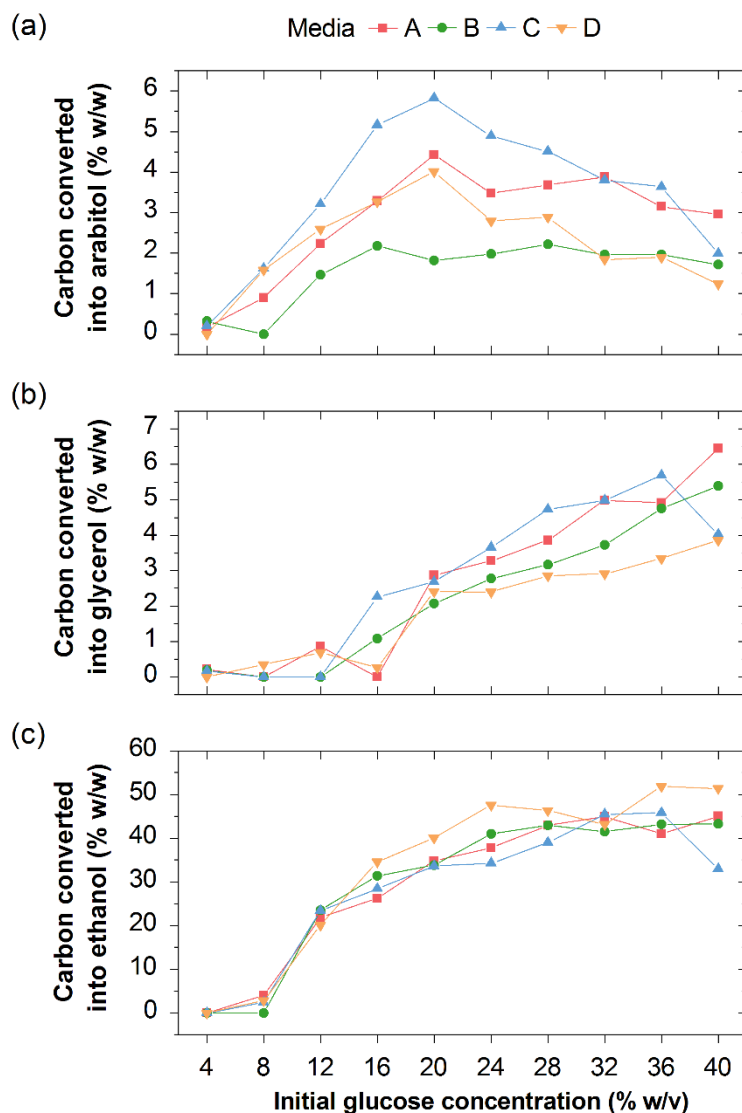 (a)
Media A B C D
Carbon converted
into arabitol (% w/w)
6
5
4
3
2
1
0
(b)
Carbon converted
into glycerol (% w/w)
7
6
5
4
3
2
1
0
(c)
Carbon converted
into ethanol (% w/w)
60
50
40
30
20
10
0
4 8 12 16 20 24 28 32 36 40
Initial glucose concentration (% w/v)